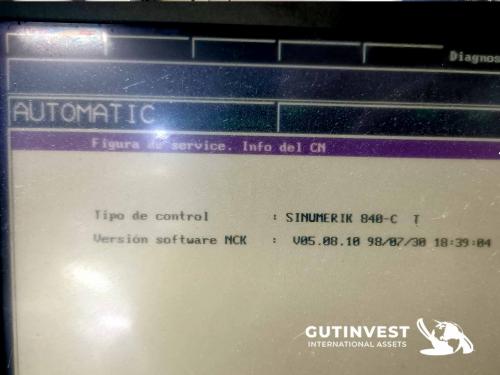 Diagnos
AUTOMATIC
Figura de service. Info del CN
Tipo de control : SINUMERIK 840-C T
Versión software NCK : V05.08.10 98/07/30 18:39:04
GUTINVEST
INTERNATIONAL ASSETS